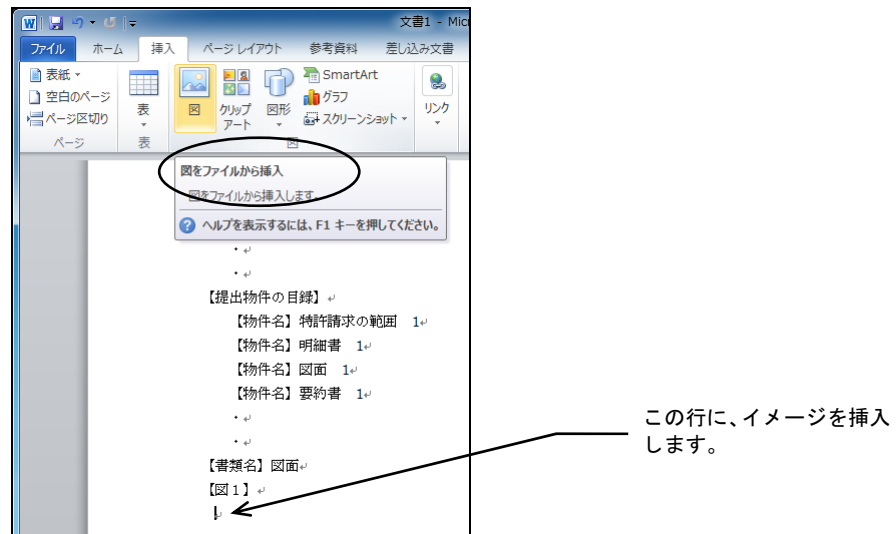 文書1 - Micr
ファイル ホーム 挿入 ページ レイアウト 参考資料 差し込み文書
表紙
空白のページ
ページ区切り
ページ
表
表
図
クリップ
アート
図形
SmartArt
グラフ
スクリーンショット
図
リンク
図をファイルから挿入
図をファイルから挿入します。
ヘルプを表示するには、F1 キーを押してください。
・
・
【提出物件の目録】
【物件名】特許請求の範囲 1
【物件名】明細書 1
【物件名】図面 1
【物件名】要約書 1
・
・
【書類名】図面
【図1】
この行に、イメージを挿入
します。